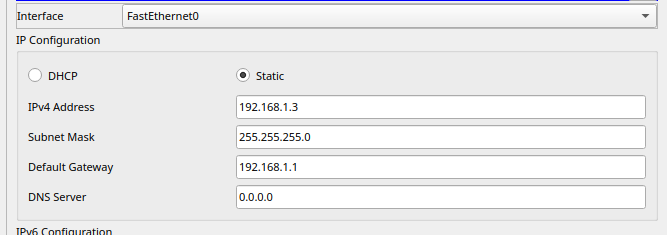 Interface FastEthernet0
IP Configuration
DHCP Static
IPv4 Address 192.168.1.3
Subnet Mask 255.255.255.0
Default Gateway 192.168.1.1
DNS Server 0.0.0.0
IPv6 Configuration